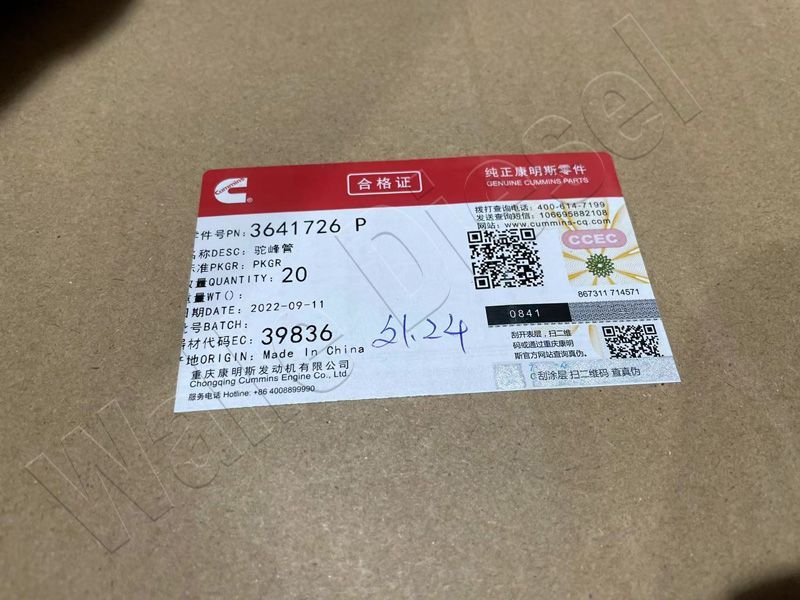 Cummins
合格证
纯正康明斯零件
GENUINE CUMMINS PARTS
拨打查询电话: 400-614-7199
发送查询短信: 106695882108
网站: www.cummins-cq.com
件号PN: 3641726 P
名称DESC: 驼峰管
标准PKGR: PKGR
数量QUANTITY: 20
重量WT():
日期DATE: 2022-09-11
号BATCH:
器材代码EC: 39836
产地ORIGIN: Made In China
重庆康明斯发动机有限公司
Chongqing Cummins Engine Co., Ltd.
服务电话 Hotline: +86 4008899990
21.24
CCEC
867311 714571
0841
刮开表层, 扫二维
码或通过重庆康明
斯官方网站查询真伪。
刮涂层 扫二维码 查真伪
Wans diesel